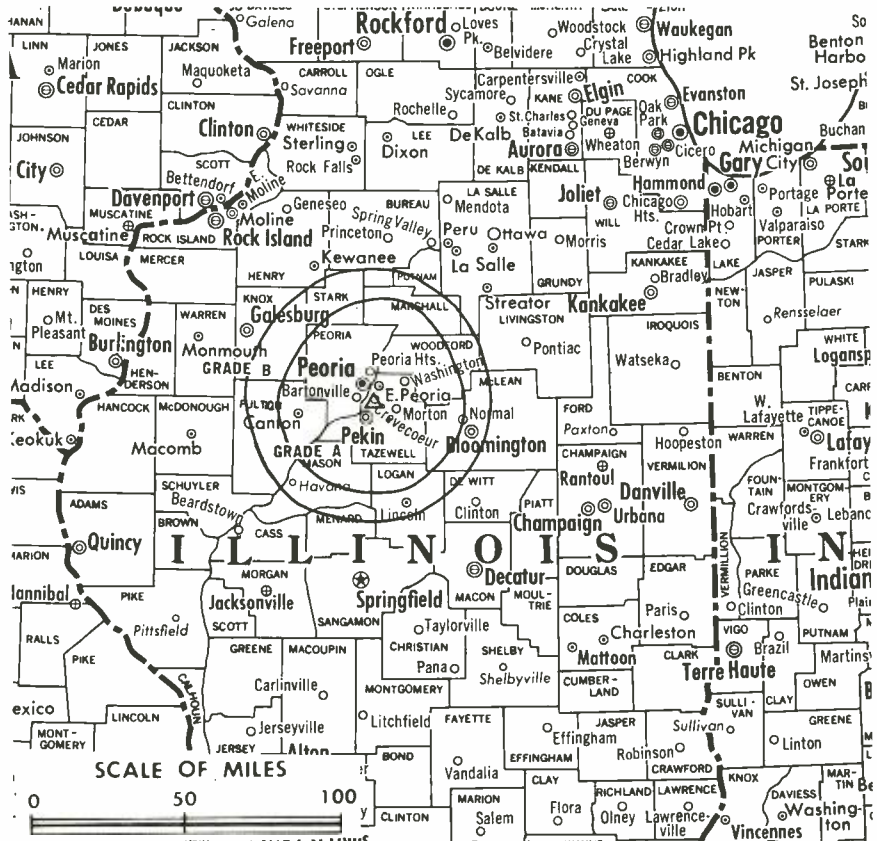 Dubuque
HANAN
Galena
Rockford
Loves
Pk.
Freeport
Belvidere
Woodstock
Crystal
Lake
Waukegan
Highland Pk
So
Benton
Harbo
St. Joseph
LINN
JONES
JACKSON
Marion
Cedar Rapids
Maquoketa
CARROLL
Savanna
OGLE
Carpentersville
COOK
Sycamore
KANE
Elgin
Evanston
Rochelle
St. Charles
Geneva
DU PAGE
Oak
Park
CEDAR
CLINTON
Clinton
WHITESIDE
Sterling
Rock Falls
LEE
Dixon
DeKalb
Batavia
Wheaton
Chicago
Buchan
JOHNSON
City
SCOTT
Bettendorf
E.
Moline
Aurora
Berwyn
Cicero
Gary
Michigan
City
DE KALB
KENDALL
Davenport
MUSCATINE
Muscatine
Moline
Rock Island
ROCK ISLAND
Geneseo
BUREAU
Princeton
Spring Valley
LA SALLE
Mendota
Peru
Ottawa
La Salle
Joliet
WILL
Morris
Hammond
Chicago
Hts.
Hobart
Crown Pt
Cedar Lake
Portage
Valparaiso
PORTER
La
Porte
LA PORTE
STARK
LOUISA
MERCER
HENRY
Kewanee
PUTNAM
GRUNDY
KANKAKEE
Bradley
LAKE
JASPER
PULASKI
HENRY
Mt.
Pleasant
DES
MOINES
WARREN
KNOX
Galesburg
STARK
MARSHALL
Streator
LIVINGSTON
Kankakee
NEW-
TON
Rensselaer
Burlington
Monmouth
GRADE B
PEORIA
WOODFORD
Pontiac
IROQUOIS
Watseka
WHITE
Logansp
LEE
HEN-
DERSON
Peoria
Peoria Hts.
Washington
McLEAN
BENTON
CARR
Madison
HANCOCK
McDONOUGH
FULTON
Canton
Bartonville
E. Peoria
Morton
Creve Coeur
Normal
Bloomington
FORD
Paxton
Hoopeston
W.
Lafayette
TIPPE-
CANOE
Lafay
WARREN
Frankfort
Keokuk
Macomb
Pekin
GRADE A
MASON
TAZEWELL
CHAMPAIGN
Rantoul
VERMILION
Danville
FOUN-
TAIN
MONTGOM-
ERY
Crawfords-
ville
Lebanc
SCHUYLER
Beardstown
Havana
LOGAN
Lincoln
DE WITT
Clinton
PIATT
Champaign
Urbana
ADAMS
BROWN
CASS
MENARD
ILLINOIS
IN
Quincy
MORGAN
Jacksonville
Springfield
Decatur
MACON
MOUL-
TRIE
DOUGLAS
EDGAR
VERMILLION
PARKE
Greencastle
Clinton
Indian
Hannibal
PIKE
Pittsfield
SCOTT
SANGAMON
Taylorville
CHRISTIAN
Pana
COLES
Paris
Charleston
Mattoon
VIGO
Brazil
PUTNAM
RALLS
PIKE
GREENE
MACOUPIN
Carlinville
MONTGOMERY
SHELBY
Shelbyville
CUMBER-
LAND
CLARK
Terre Haute
OWEN
Martins
CALHOUN
LINCOLN
Jerseyville
JERSEY
Alton
Litchfield
FAYETTE
Effingham
EFFINGHAM
JASPER
Robinson
Sullivan
SULLI-
VAN
CLAY
GREENE
Linton
exico
MONT-
GOMERY
BOND
Vandalia
CRAWFORD
KNOX
MAR-
TIN
SCALE OF MILES
0 50 100
CLAY
MARION
Salem
CLINTON
Flora
RICHLAND
Olney
LAWRENCE
Lawrence-
ville
Vincennes
DAVIESS
Washing-
ton